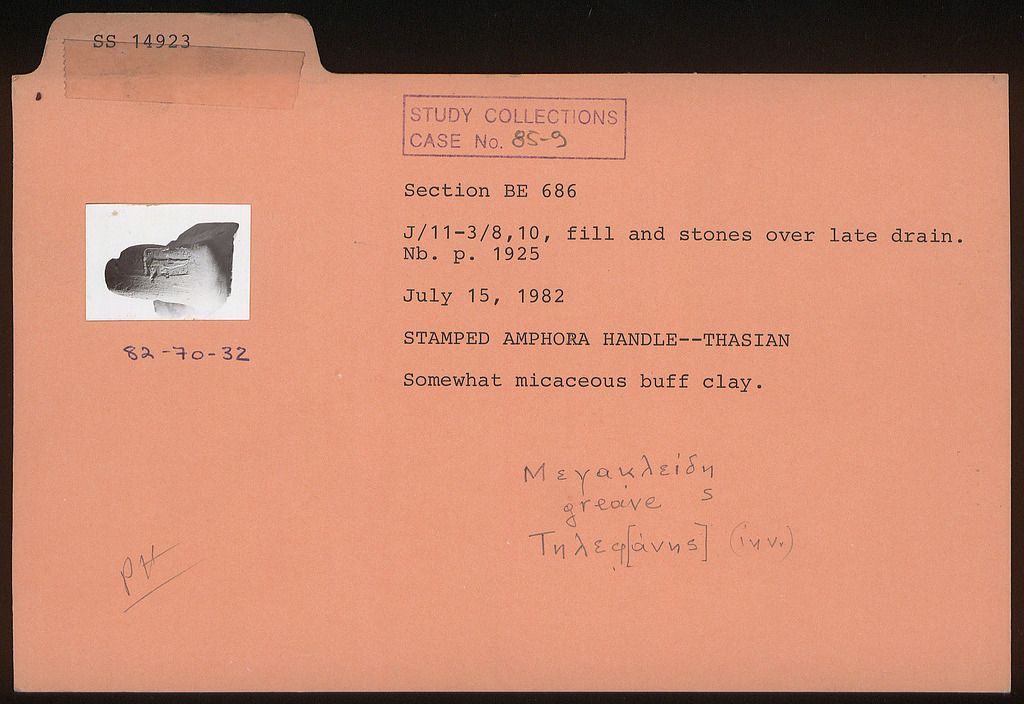 SS 14923
STUDY COLLECTIONS
CASE No. 85-9
Section BE 686
J/11-3/8,10, fill and stones over late drain.
Nb. p. 1925
July 15, 1982
STAMPED AMPHORA HANDLE--THASIAN
Somewhat micaceous buff clay.
82-70-32
Μεγακλείδη
ς
greave
Τηλεφ̣[άνης] (inv.)
PH